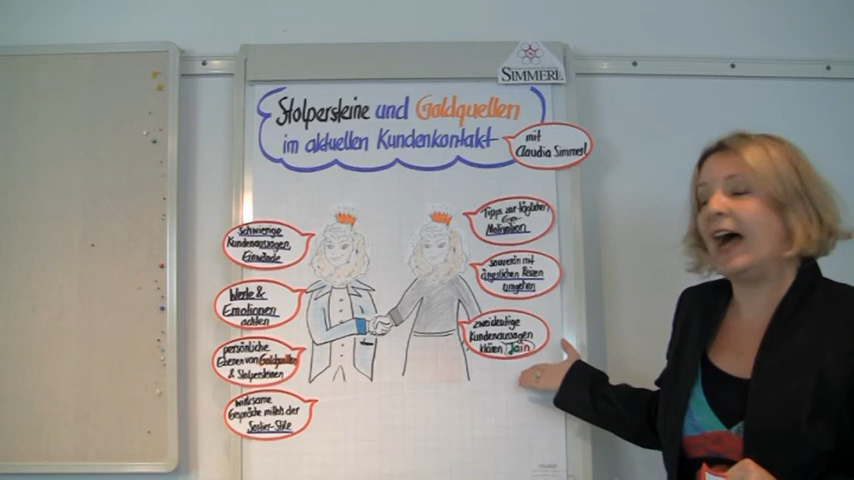 SIMMERL
Stolpersteine und Goldquellen
im aktuellen Kundenkontakt
mit
Claudia Simmerl
schwierige
Kundenaussagen,
Einwände
Werte &
Emotionen
achten
persönliche
Ebenen von Goldquellen
& Stolpersteinen
wirksame
Gespräche mittels der
Tipps zur täglichen
Motivation
souverän mit
ärgerlichen Reizen
umgehen
zweideutige
Kundenaussagen
klären Jain